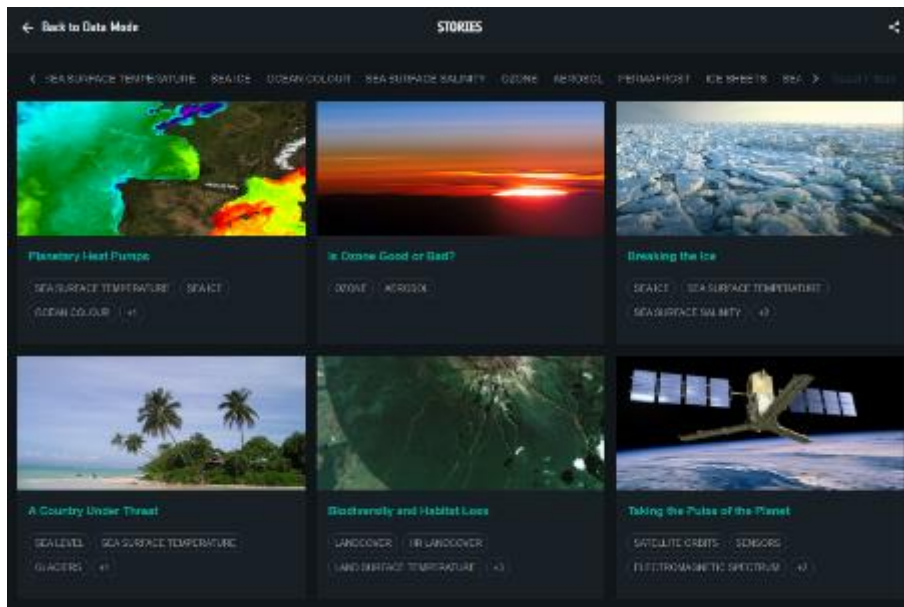 ← Back to Data Mode
STORIES
SEA SURFACE TEMPERATURE SEA ICE OCEAN COLOUR SEA SURFACE SALINITY OZONE AEROSOL PERMAFROST ICE SHEETS SEA
Planetary Heat Pumps
Is Ozone Good or Bad?
Breaking the Ice
SEA SURFACE TEMPERATURE SEA ICE
OCEAN COLOUR +1
OZONE AEROSOL
SEA ICE SEA SURFACE TEMPERATURE
SEA SURFACE SALINITY +2
A Country Under Threat
Biodiversity and Habitat Loss
Taking the Pulse of the Planet
SEA LEVEL SEA SURFACE TEMPERATURE
GLACIERS +1
LANDCOVER HR LANDCOVER
LAND SURFACE TEMPERATURE +3
SATELLITE ORBITS SENSORS
ELECTROMAGNETIC SPECTRUM +2